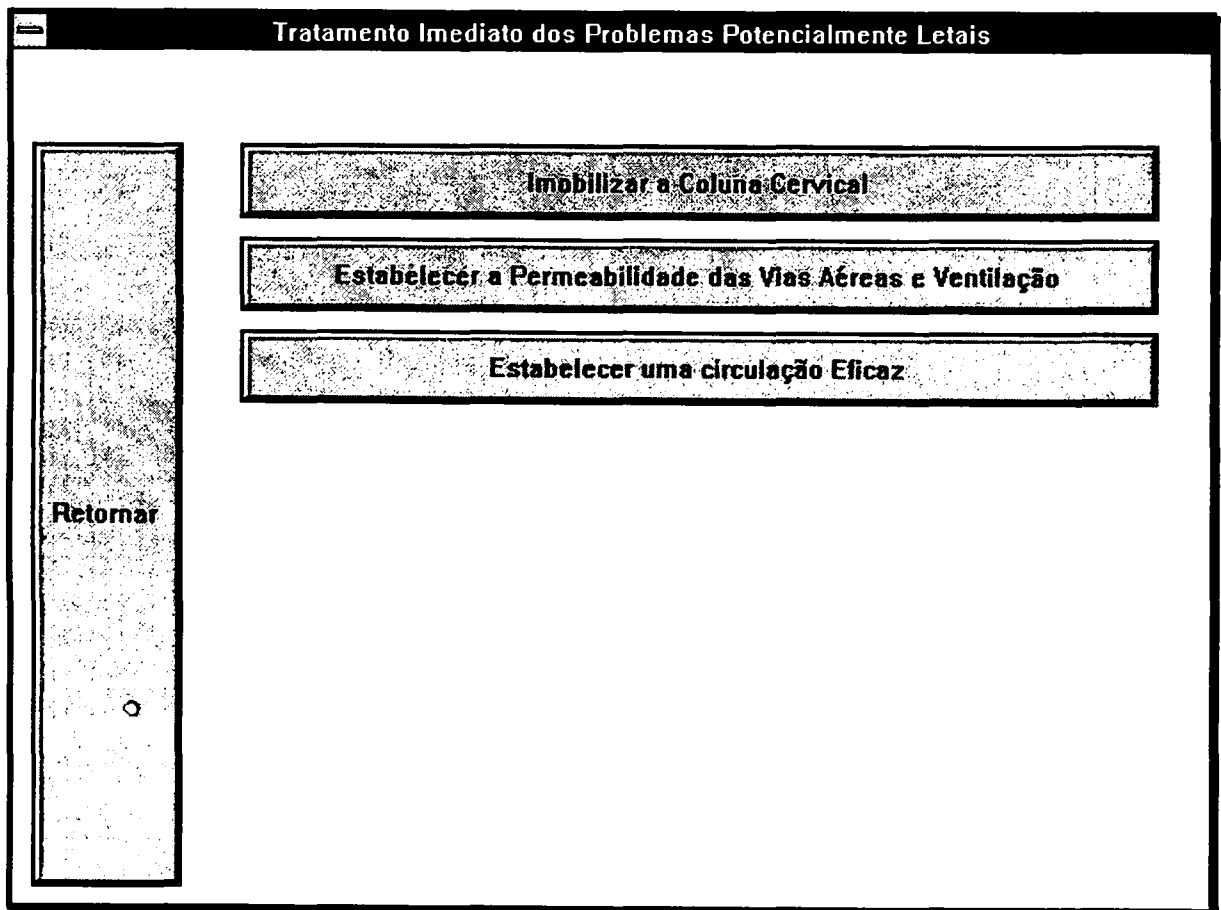 Tratamento Imediato dos Problemas Potencialmente Letais
Imobilizar a Coluna Cervical
Estabelecer a Permeabilidade das Vias Aéreas e Ventilação
Estabelecer uma circulação Eficaz
Retornar